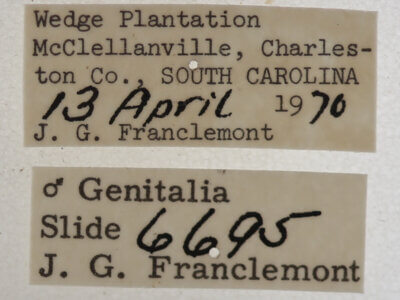 Wedge Plantation
McClellanville, Charles-
ton Co., SOUTH CAROLINA
13 April 1970
J. G. Franclemont
♂ Genitalia
Slide 6695
J. G. Franclemont